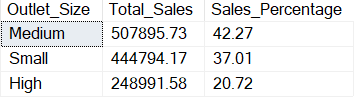 Outlet_Size Total_Sales Sales_Percentage
Medium 507895.73 42.27
Small 444794.17 37.01
High 248991.58 20.72